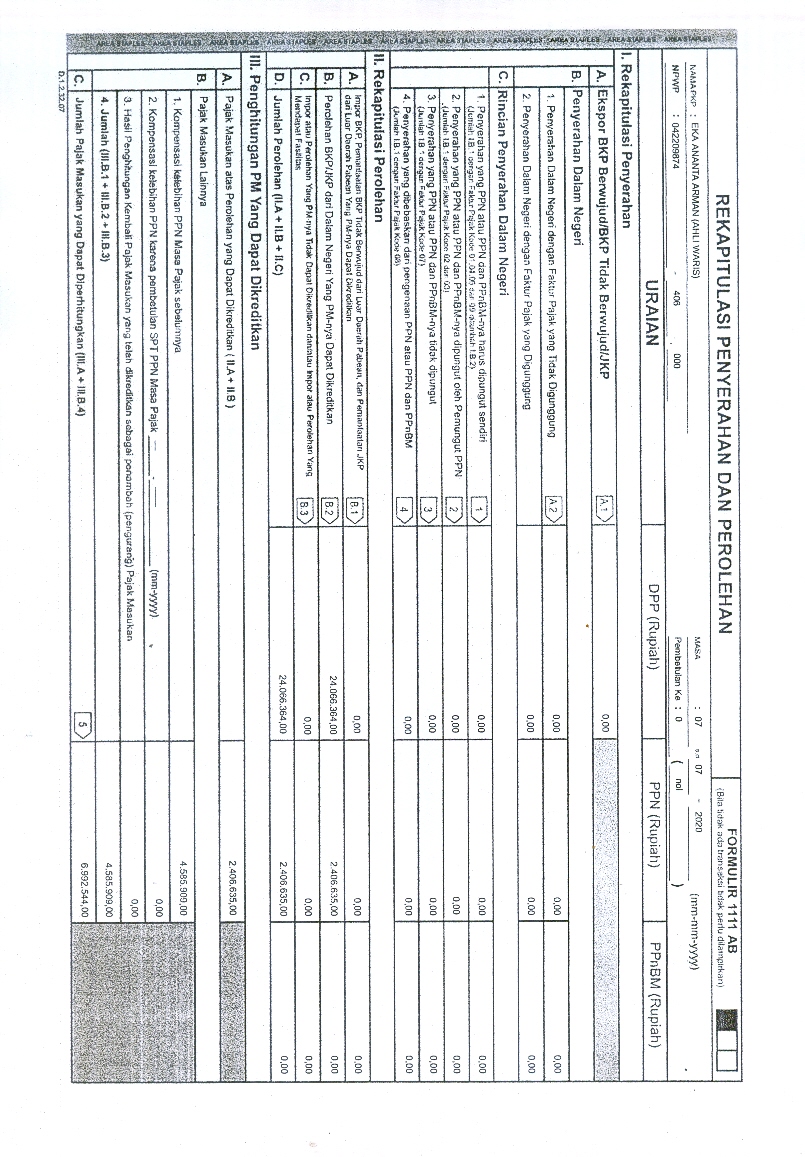 AREA STAPLES - AREA STAPLES - AREA STAPLES - AREA STAPLES - AREA STAPLES - AREA STAPLES - AREA STAPLES - AREA STAPLES - AREA STAPLES
REKAPITULASI PENYERAHAN DAN PEROLEHAN
FORMULIR 1111 AB
(Bila tidak ada transaksi tidak perlu dilampirkan)
NAMA PKP : EKA ANANTA ARMAN (AHLI WARIS)
MASA : 07 s.d 07 - 2020 (mm-mm-yyyy)
NPWP : 042209874 - 406 . 000
Pembetulan Ke : 0 ( nol )
URAIAN DPP (Rupiah) PPN (Rupiah) PPnBM (Rupiah)
I. Rekapitulasi Penyerahan
A. Ekspor BKP Berwujud/BKP Tidak Berwujud/JKP A.1 0,00
B. Penyerahan Dalam Negeri
1. Penyerahan Dalam Negeri dengan Faktur Pajak yang Tidak Digunggung A.2 0,00 0,00 0,00
2. Penyerahan Dalam Negeri dengan Faktur Pajak yang Digunggung 0,00 0,00 0,00
C. Rincian Penyerahan Dalam Negeri
1. Penyerahan yang PPN atau PPN dan PPnBM-nya harus dipungut sendiri 1 0,00 0,00 0,00
(Jumlah I.B.1 dengan Faktur Pajak Kode 01, 04, 06 dan 09 ditambah I.B.2)
2. Penyerahan yang PPN atau PPN dan PPnBM-nya dipungut oleh Pemungut PPN 2 0,00 0,00 0,00
(Jumlah I.B.1 dengan Faktur Pajak Kode 02 dan 03)
3. Penyerahan yang PPN atau PPN dan PPnBM-nya tidak dipungut 3 0,00 0,00 0,00
(Jumlah I.B.1 dengan Faktur Pajak Kode 07)
4. Penyerahan yang dibebaskan dari pengenaan PPN atau PPN dan PPnBM 4 0,00 0,00 0,00
(Jumlah I.B.1 dengan Faktur Pajak Kode 08)
II. Rekapitulasi Perolehan
A. Impor BKP, Pemanfaatan BKP Tidak Berwujud dari Luar Daerah Pabean, dan Pemanfaatan JKP B.1 0,00 0,00 0,00
dari Luar Daerah Pabean Yang PM-nya Dapat Dikreditkan
B. Perolehan BKP/JKP dari Dalam Negeri Yang PM-nya Dapat Dikreditkan B.2 24.066.364,00 2.406.635,00 0,00
C. Impor atau Perolehan Yang PM-nya Tidak Dapat Dikreditkan dan/atau Impor atau Perolehan Yang B.3 0,00 0,00 0,00
Mendapat Fasilitas
D. Jumlah Perolehan (II.A + II.B + II.C) 24.066.364,00 2.406.635,00 0,00
III. Penghitungan PM Yang Dapat Dikreditkan
A. Pajak Masukan atas Perolehan yang Dapat Dikreditkan ( II.A + II.B ) 2.406.635,00
B. Pajak Masukan Lainnya
1. Kompensasi kelebihan PPN Masa Pajak sebelumnya 4.585.909,00
2. Kompensasi kelebihan PPN karena pembetulan SPT PPN Masa Pajak - (mm-yyyy) 0,00
3. Hasil Penghitungan Kembali Pajak Masukan yang telah dikreditkan sebagai penambah (pengurang) Pajak Masukan 0,00
4. Jumlah (III.B.1 + III.B.2 + III.B.3) 4.585.909,00
C. Jumlah Pajak Masukan yang Dapat Diperhitungkan (III.A + III.B.4) 5 6.992.544,00
D.1.2.32.07